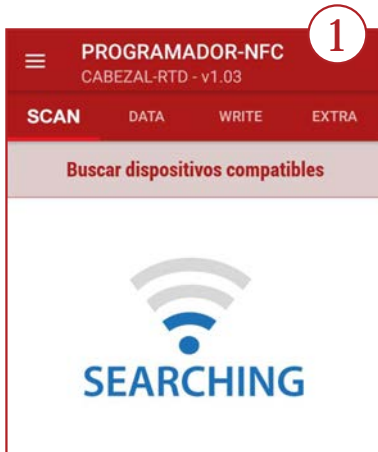 1
PROGRAMADOR-NFC
CABEZAL-RTD - v1.03
SCAN DATA WRITE EXTRA
Buscar dispositivos compatibles
SEARCHING